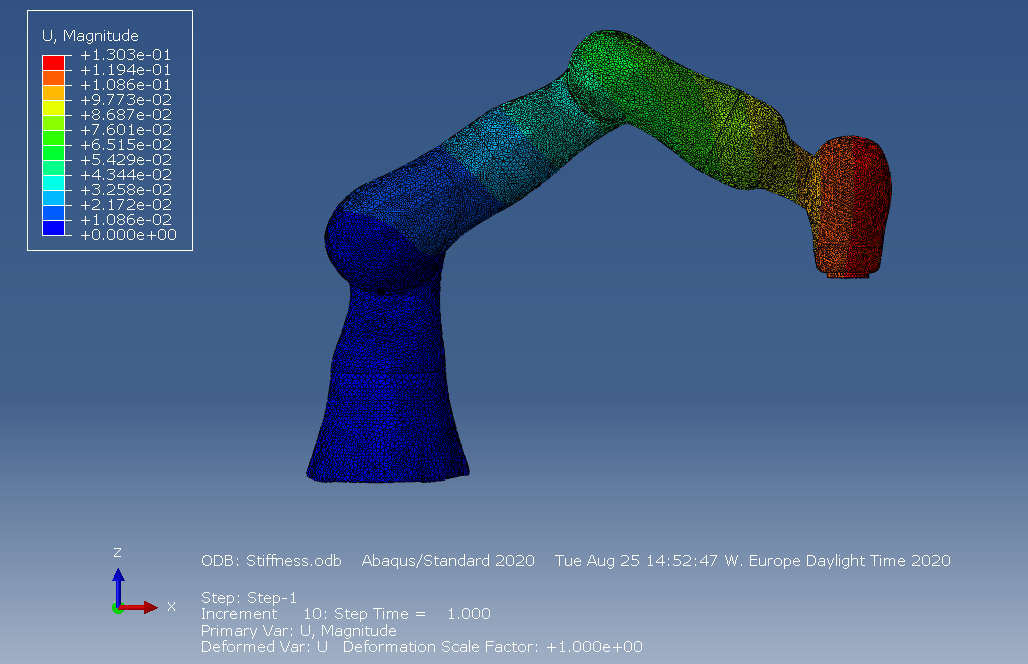 U, Magnitude
+1.303e-01
+1.194e-01
+1.086e-01
+9.773e-02
+8.687e-02
+7.601e-02
+6.515e-02
+5.429e-02
+4.344e-02
+3.258e-02
+2.172e-02
+1.086e-02
+0.000e+00
Z
X
ODB: Stiffness.odb Abaqus/Standard 2020 Tue Aug 25 14:52:47 W. Europe Daylight Time 2020
Step: Step-1
Increment 10: Step Time = 1.000
Primary Var: U, Magnitude
Deformed Var: U Deformation Scale Factor: +1.000e+00